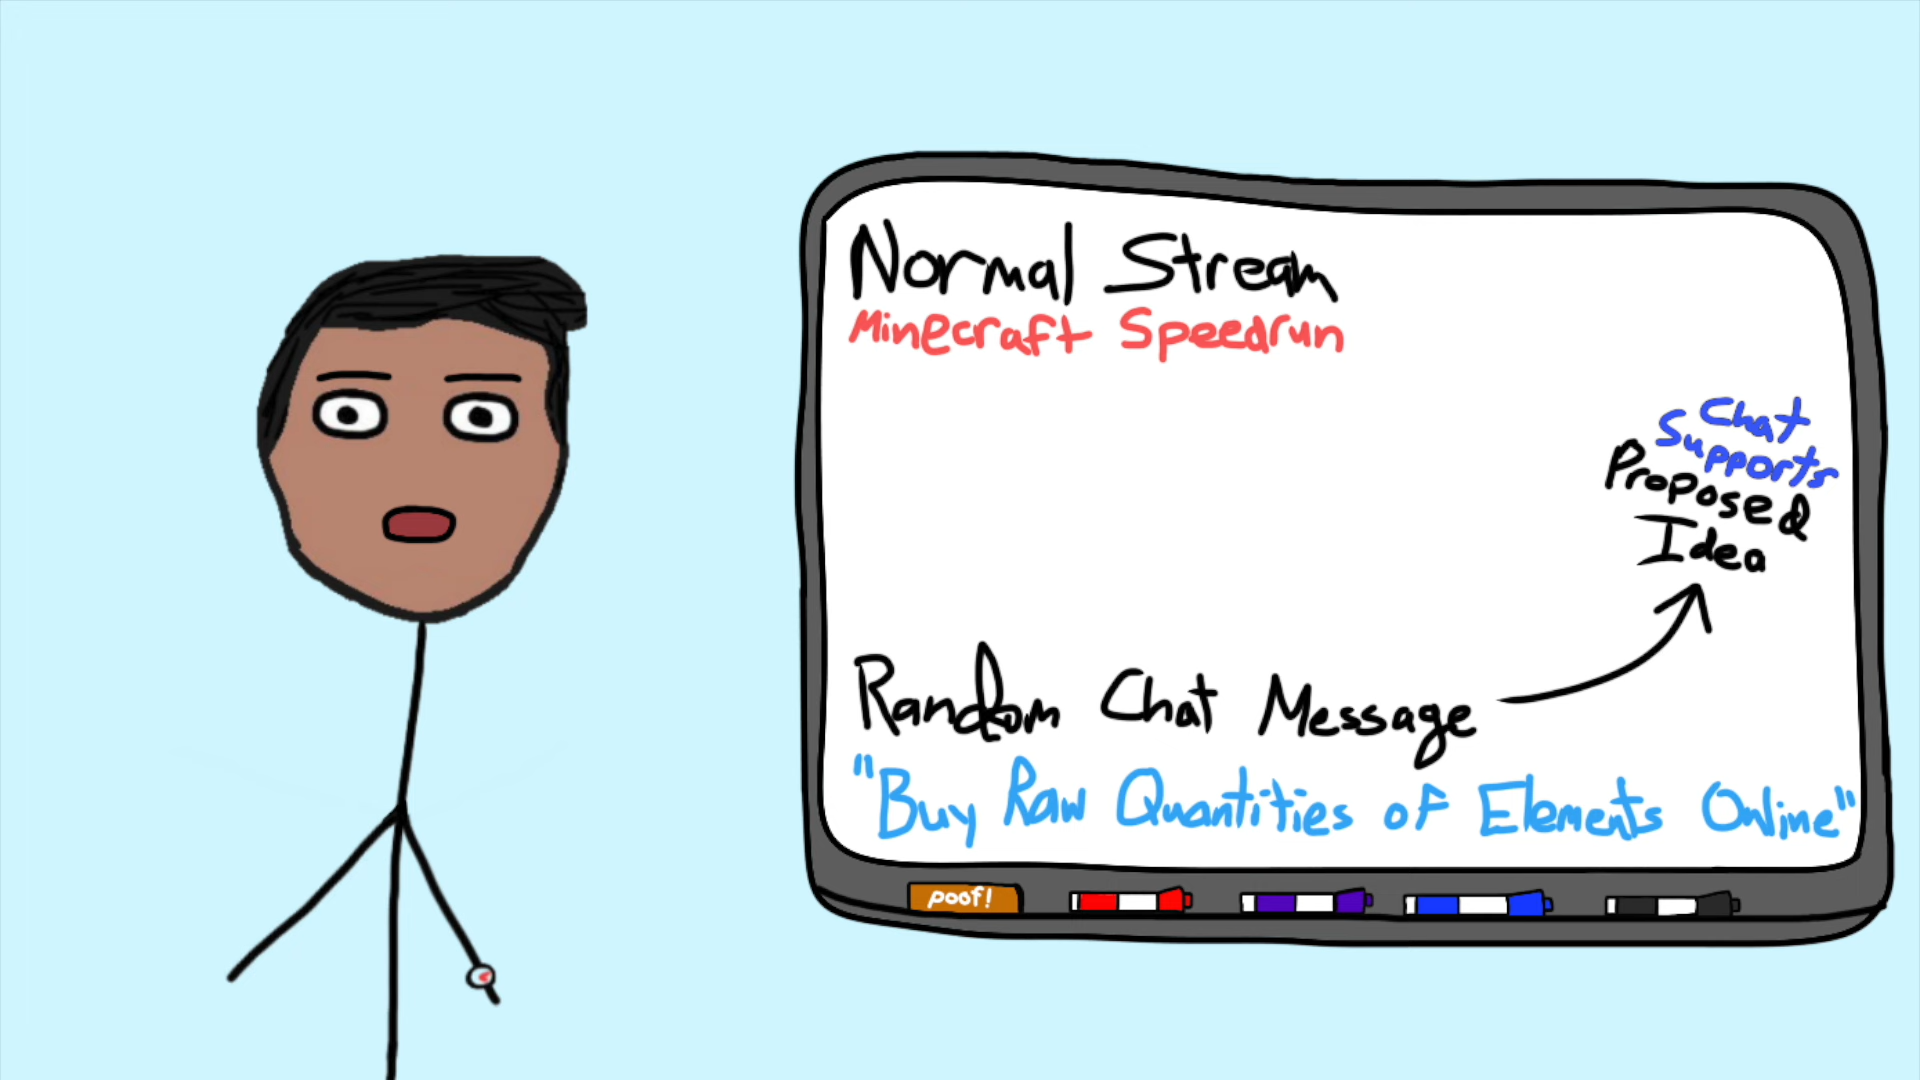 Normal Stream
Minecraft Speedrun
Chat
Supports
Proposed
Idea
Random Chat Message
"Buy Raw Quantities of Elements Online"
poof!